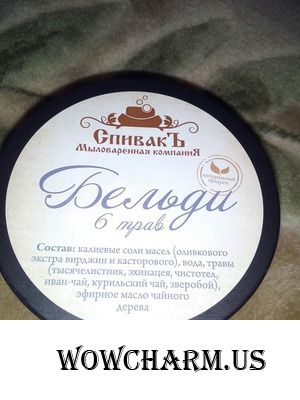 СпивакЪ
Мыловаренная компаниЯ
натуральный
продукт
Бельди
6 трав
Состав: калиевые соли масел (оливкового
экстра вирджин и касторового), вода, травы
(тысячелистник, эхинацея, чистотел,
иван-чай, курильский чай, зверобой),
эфирное масло чайного
дерева
WOWCHARM.US